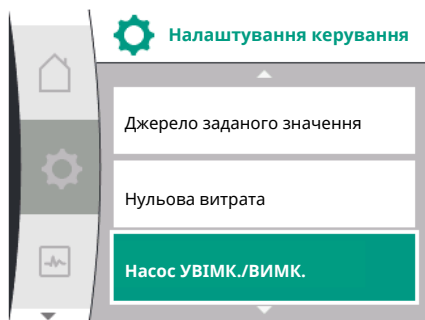 Налаштування керування
Джерело заданого значення
Нульова витрата
Насос УВІМК./ВИМК.